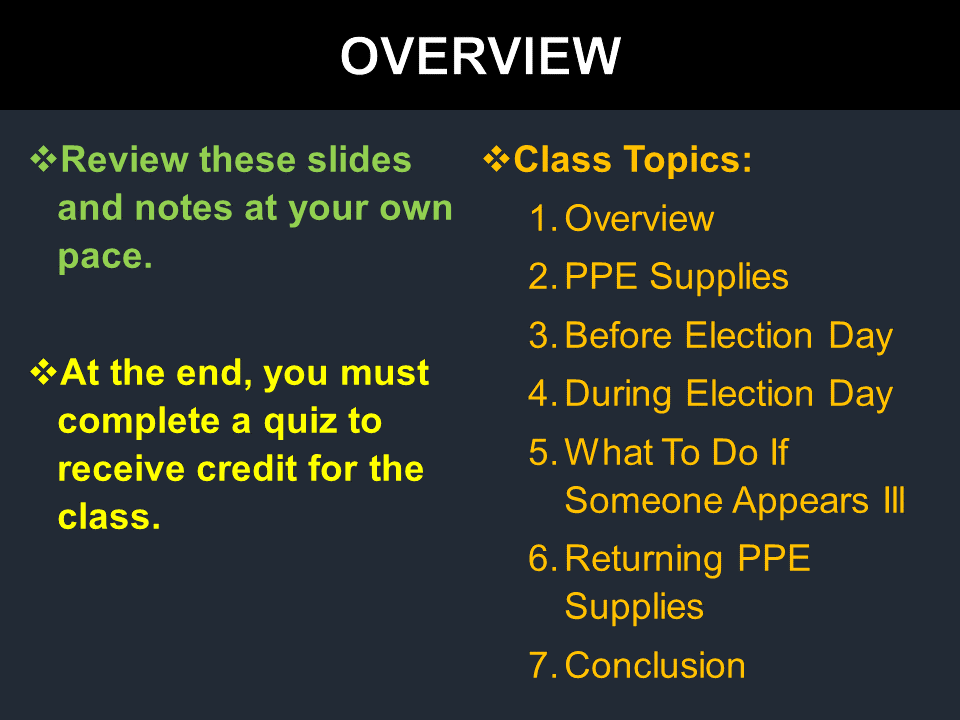 OVERVIEW
❖Review these slides
and notes at your own
pace.
❖At the end, you must
complete a quiz to
receive credit for the
class.
❖Class Topics:
1. Overview
2. PPE Supplies
3. Before Election Day
4. During Election Day
5. What To Do If
Someone Appears Ill
6. Returning PPE
Supplies
7. Conclusion